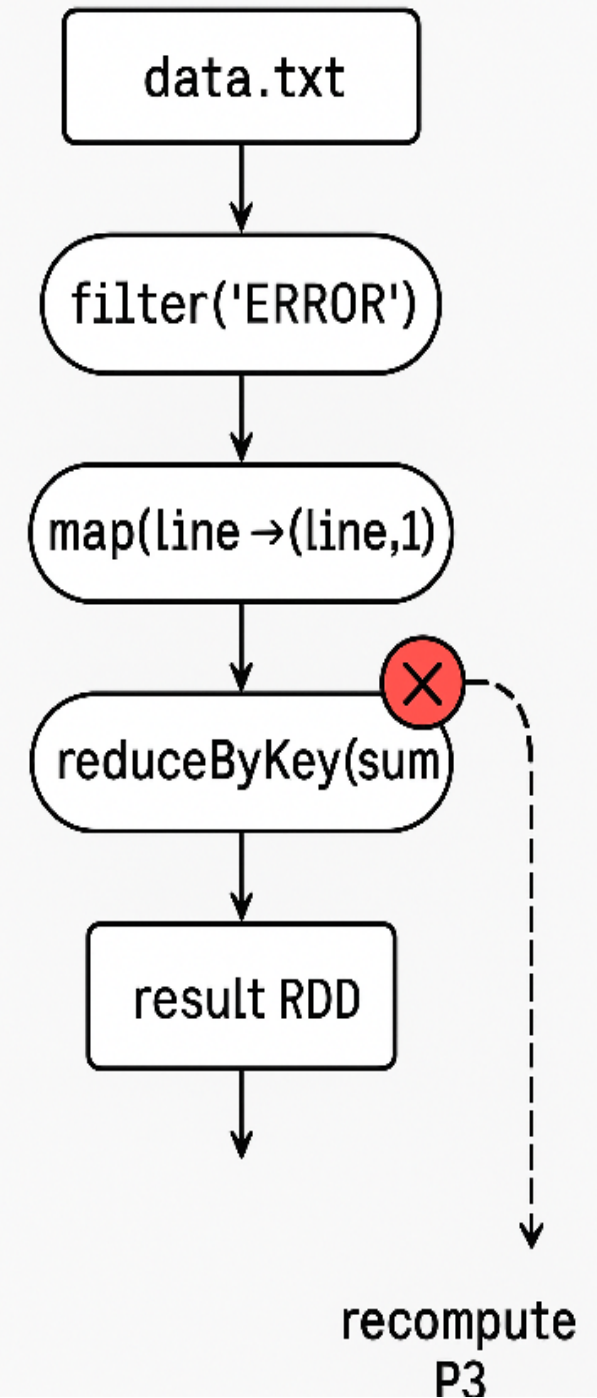 data.txt
filter('ERROR')
map(line →(line,1)
reduceByKey(sum
result RDD
recompute
P3